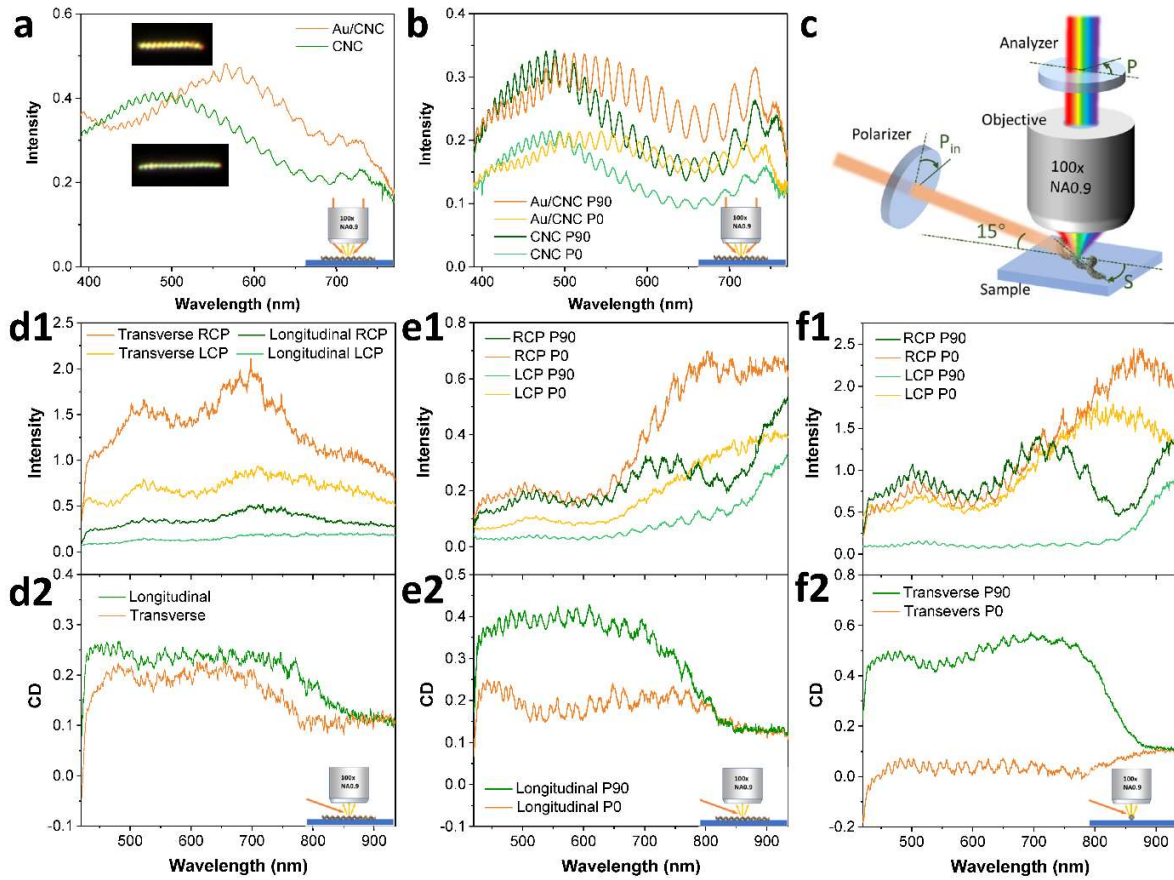 a
Intensity
0.6
0.4
0.2
0.0
400
500
600
700
Wavelength (nm)
Au/CNC
CNC
100x
NA0.9
b
Intensity
0.4
0.3
0.2
0.1
0.0
400
500
600
700
Wavelength (nm)
Au/CNC P90
Au/CNC P0
CNC P90
CNC P0
100x
NA0.9
c
Analyzer
P
Objective
Polarizer
Pin
100x
NA0.9
15°
S
Sample
d1
Intensity
2.5
2.0
1.5
1.0
0.5
0.0
Transverse RCP
Longitudinal RCP
Transverse LCP
Longitudinal LCP
e1
Intensity
0.8
0.6
0.4
0.2
0.0
RCP P90
RCP P0
LCP P90
LCP P0
f1
Intensity
2.5
2.0
1.5
1.0
0.5
0.0
RCP P90
RCP P0
LCP P90
LCP P0
d2
CD
0.4
0.3
0.2
0.1
0.0
-0.1
500
600
700
800
900
Wavelength (nm)
Longitudinal
Transverse
100x
NA0.9
e2
CD
0.5
0.4
0.3
0.2
0.1
0.0
-0.1
500
600
700
800
900
Wavelength (nm)
Longitudinal P90
Longitudinal P0
100x
NA0.9
f2
CD
0.8
0.6
0.4
0.2
0.0
-0.2
500
600
700
800
900
Wavelength (nm)
Transverse P90
Transevers P0
100x
NA0.9